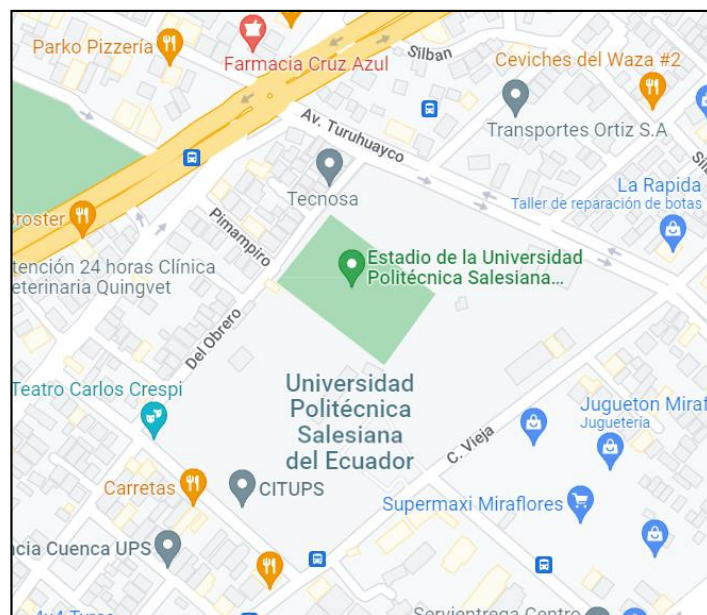 Parko Pizzería
Farmacia Cruz Azul
Silban
Ceviches del Waza #2
Transportes Ortiz S.A
Av. Turuhuayco
Tecnosa
La Rapida
Taller de reparación de botas
Pimampiro
Broster
Estadio de la Universidad
Politécnica Salesiana...
tención 24 horas Clínica
eterinaria Quingvet
Del Obrero
Teatro Carlos Crespi
Universidad
Politécnica
Salesiana
del Ecuador
Jugueton Miraf
Juguetería
C. Vieja
Carretas
CITUPS
Supermaxi Miraflores
ncia Cuenca UPS
Servientrega Centro